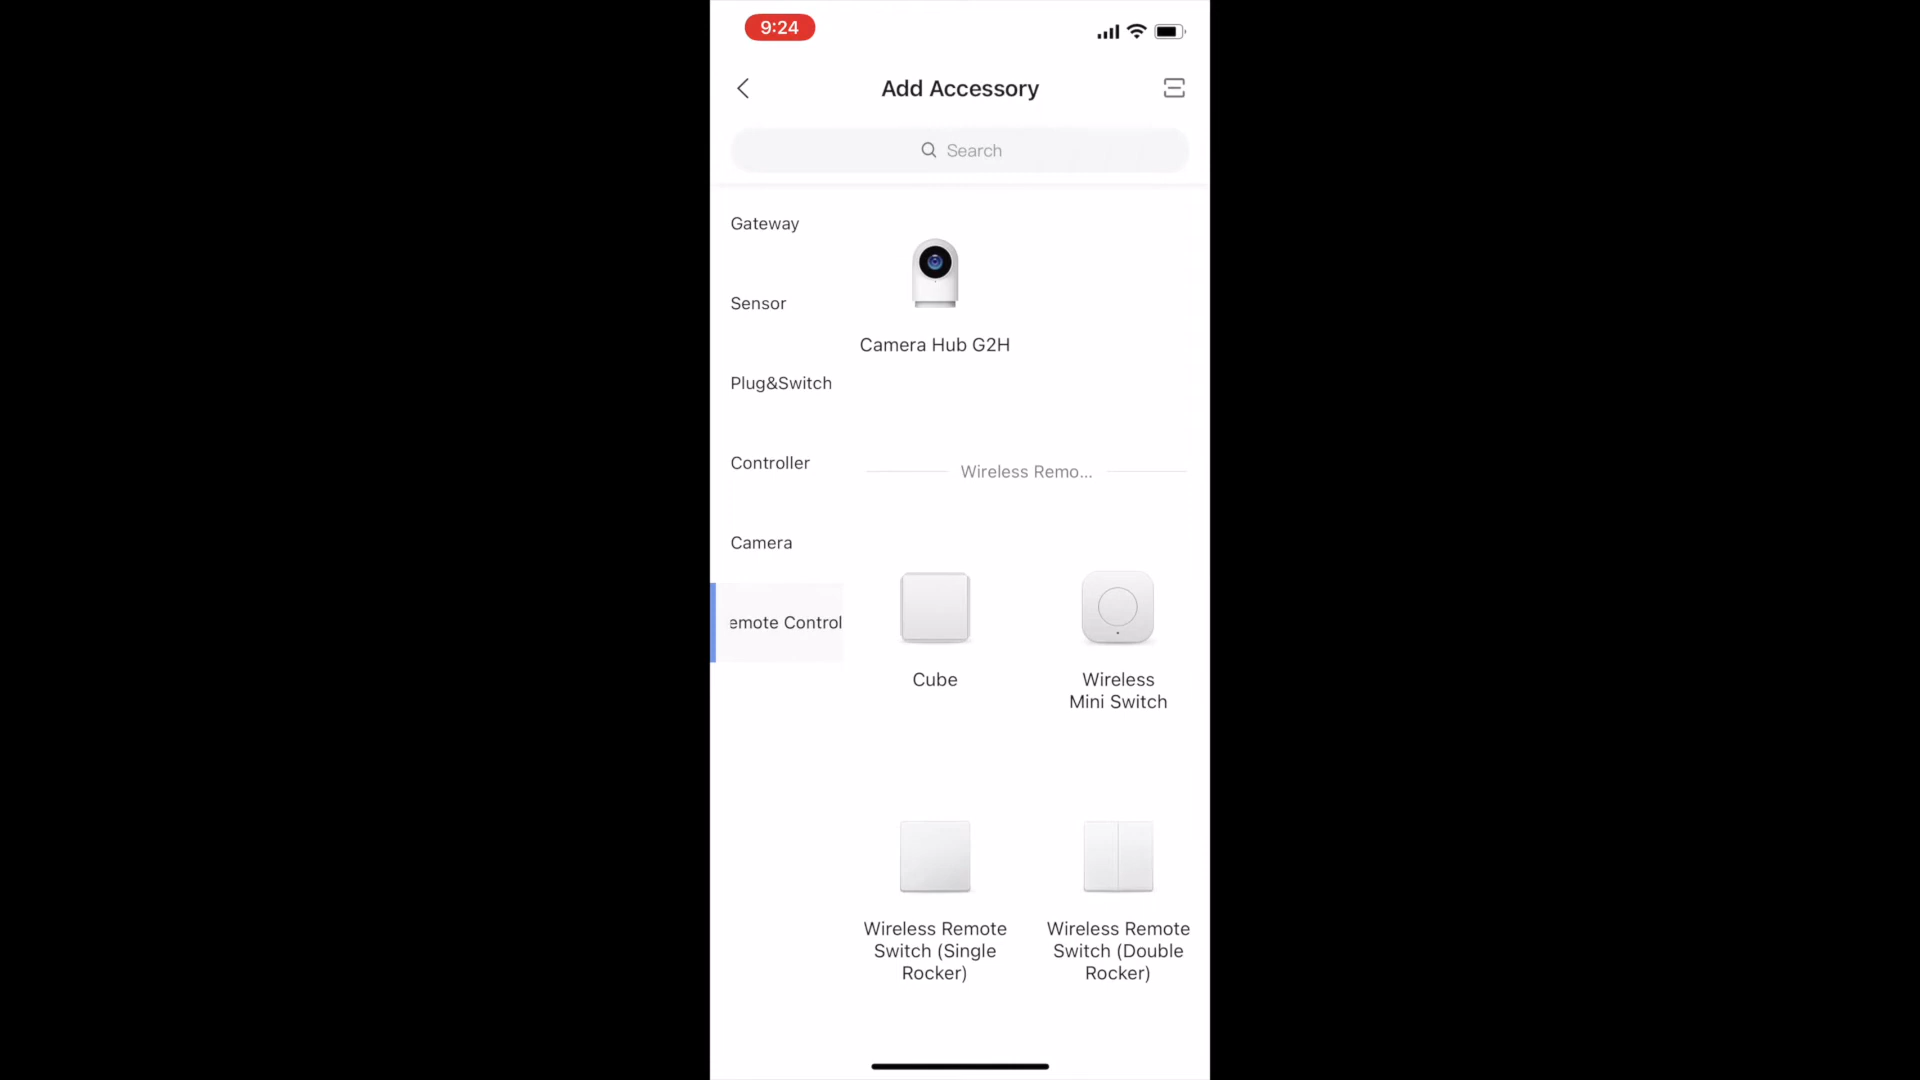 9:24
Add Accessory
Search
Gateway
Sensor
Plug&Switch
Controller
Camera
emote Control
Camera Hub G2H
Wireless Remo...
Cube
Wireless
Mini Switch
Wireless Remote
Switch (Single
Rocker)
Wireless Remote
Switch (Double
Rocker)